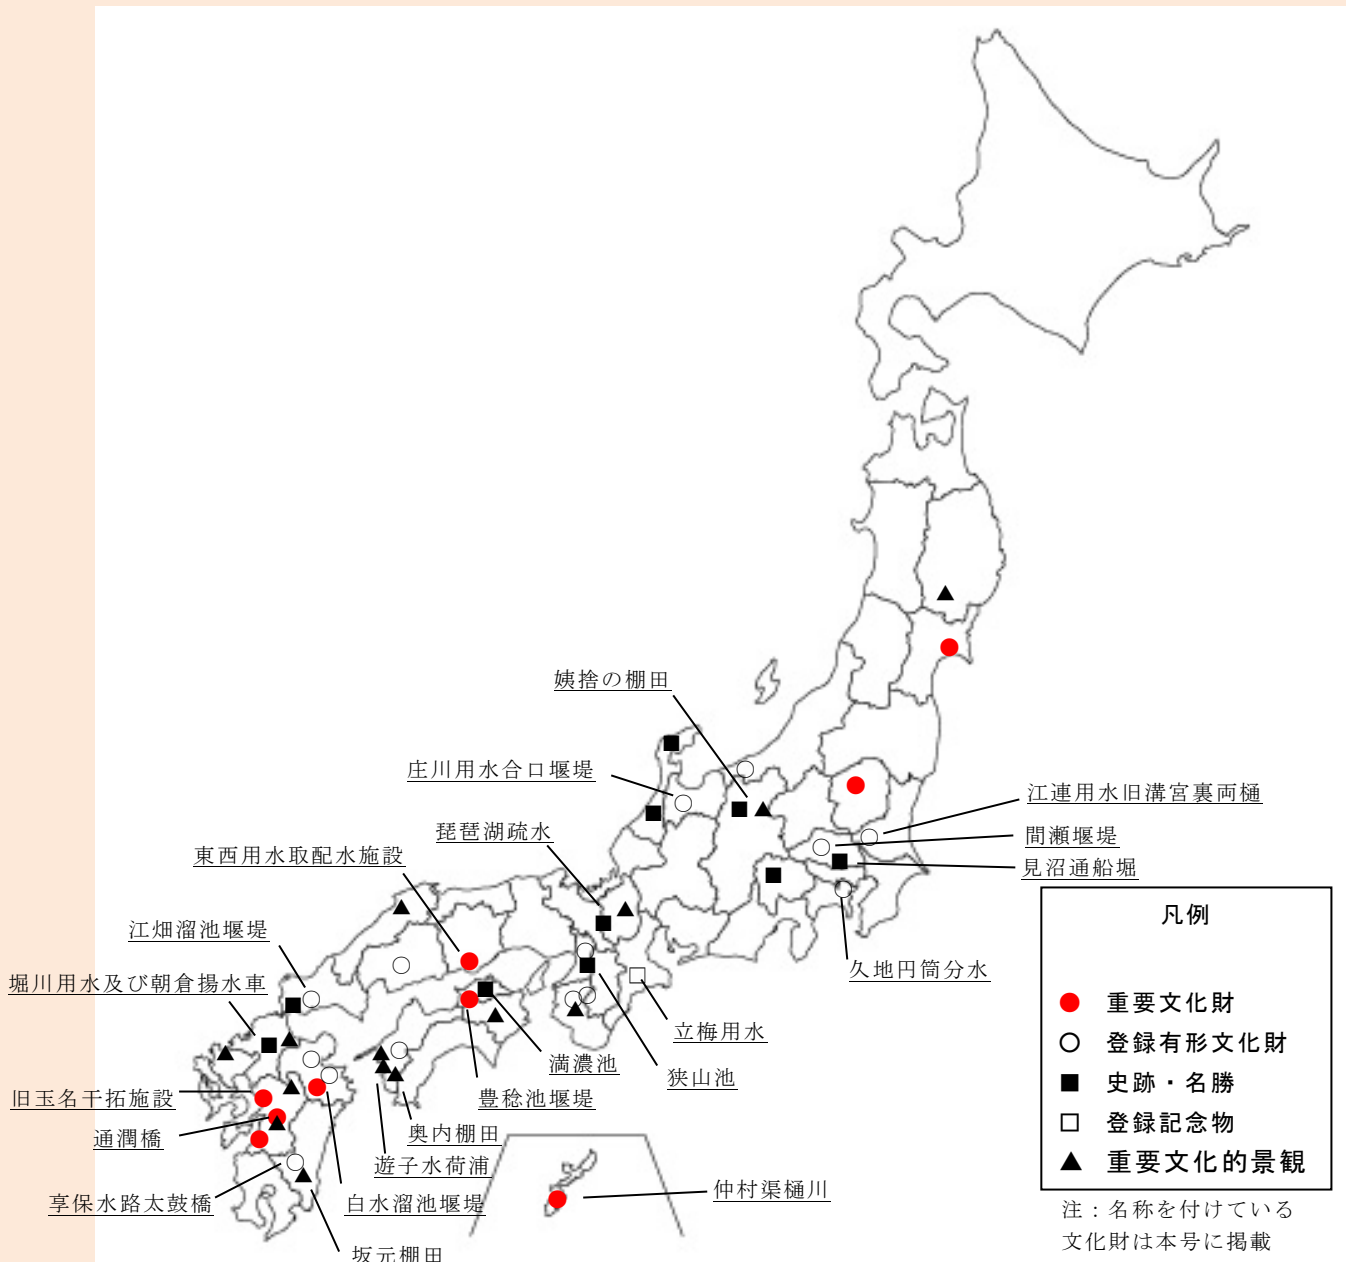 姨捨の棚田
庄川用水合口堰堤
琵琶湖疏水
東西用水取配水施設
江畑溜池堰堤
堀川用水及び朝倉揚水車
旧玉名干拓施設
通潤橋
享保水路太鼓橋
坂元棚田
白水溜池堰堤
遊子水荷浦
奥内棚田
豊稔池堰堤
満濃池
狭山池
立梅用水
仲村渠樋川
久地円筒分水
江連用水旧溝宮裏両樋
間瀬堰堤
見沼通船堀
凡例
重要文化財
登録有形文化財
史跡・名勝
登録記念物
重要文化的景観
注：名称を付けている
文化財は本号に掲載